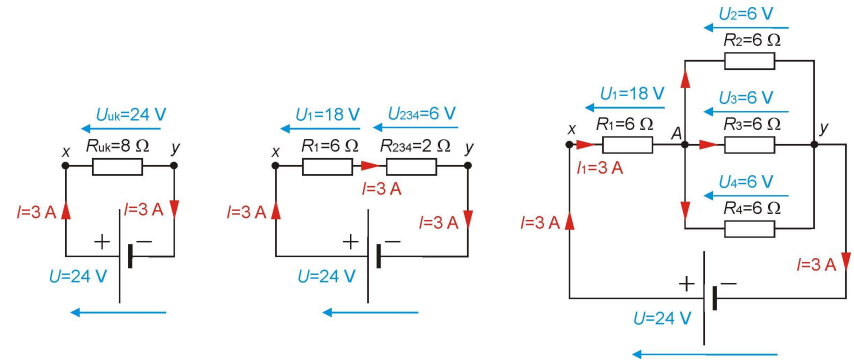 Uuk=24 V
Ruk=8 Ω
x
y
I=3 A
I=3 A
+
−
U=24 V
U1=18 V
U234=6 V
x
R1=6 Ω
R234=2 Ω
y
I=3 A
I=3 A
I=3 A
+
−
U=24 V
U2=6 V
R2=6 Ω
U1=18 V
U3=6 V
x
R1=6 Ω
A
R3=6 Ω
y
I1=3 A
U4=6 V
R4=6 Ω
I=3 A
I=3 A
+
−
U=24 V